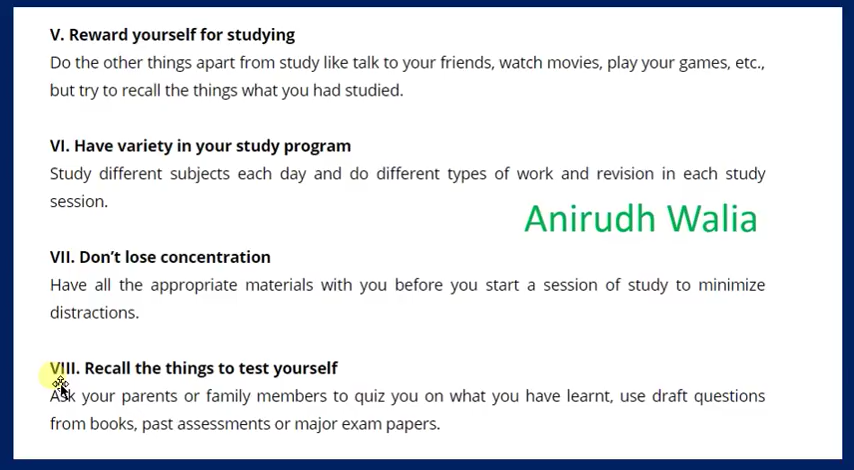 V. Reward yourself for studying
Do the other things apart from study like talk to your friends, watch movies, play your games, etc.,
but try to recall the things what you had studied.
VI. Have variety in your study program
Study different subjects each day and do different types of work and revision in each study
session.
Anirudh Walia
VII. Don’t lose concentration
Have all the appropriate materials with you before you start a session of study to minimize
distractions.
VIII. Recall the things to test yourself
Ask your parents or family members to quiz you on what you have learnt, use draft questions
from books, past assessments or major exam papers.